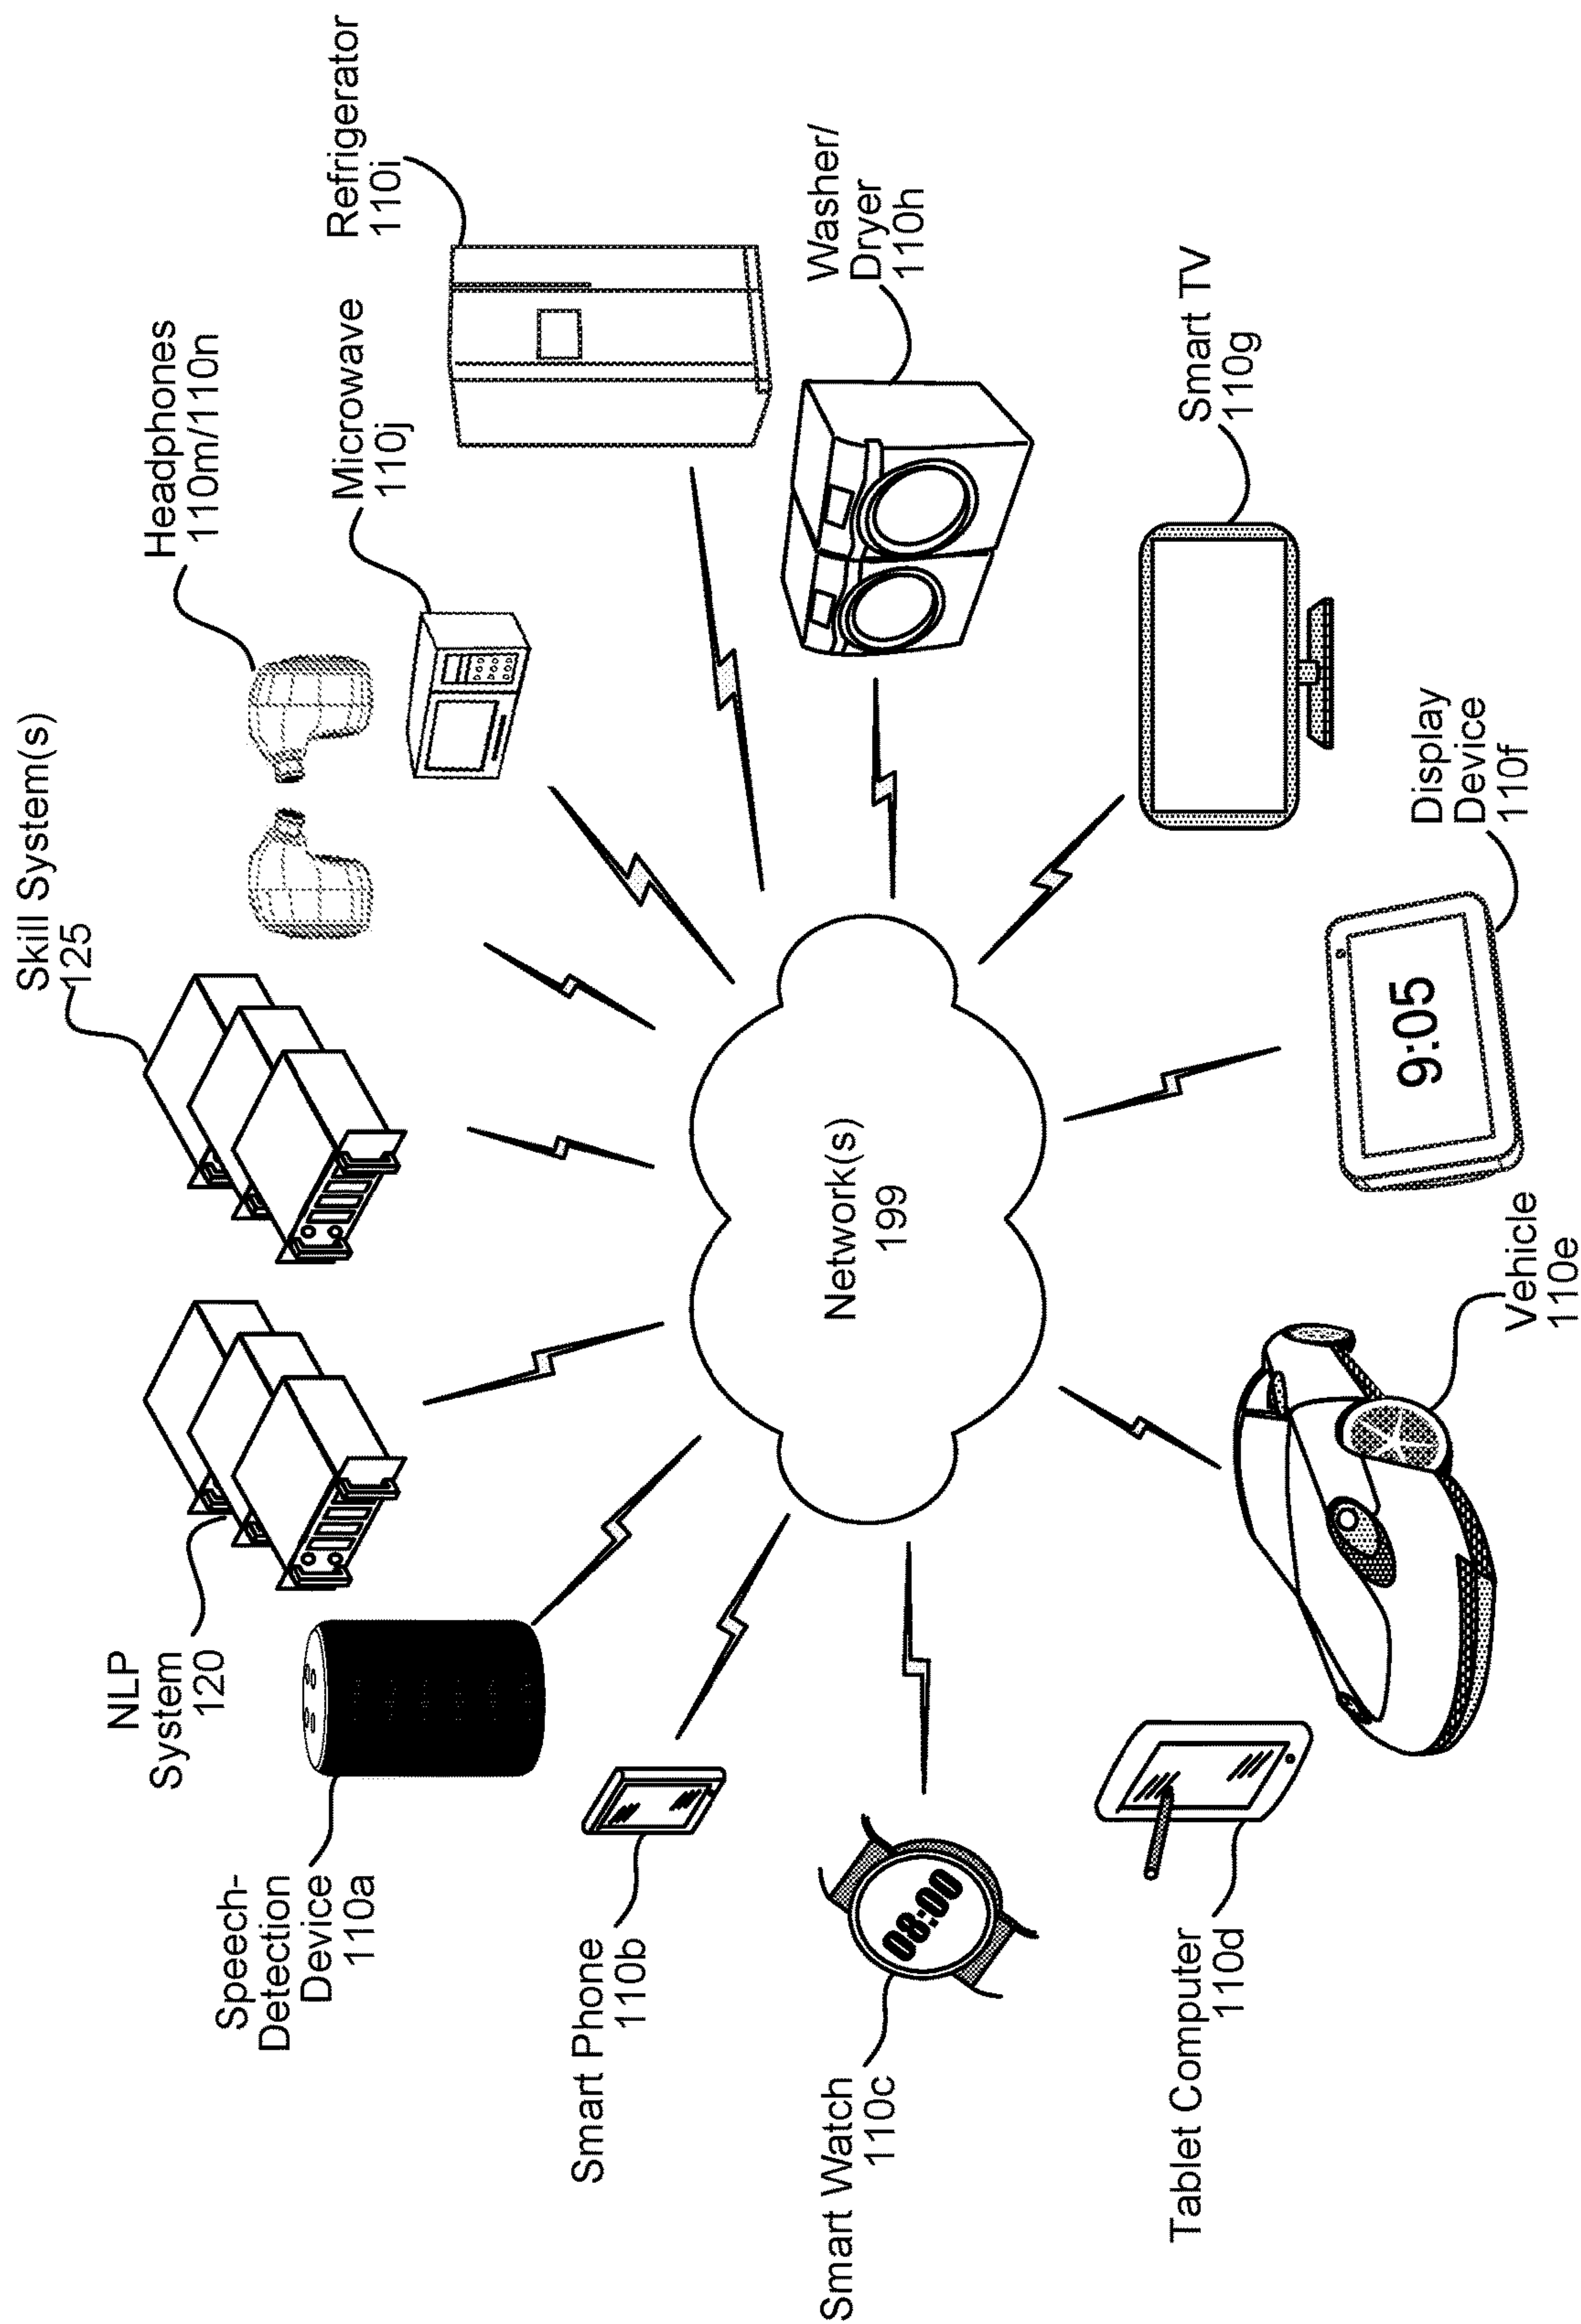 Skill System(s)
125
NLP
System
120
Headphones
110m/110n
Speech-
Detection
Device
110a
Microwave
110j
Refrigerator
110i
Smart Phone
110b
Network(s)
199
Washer/
Dryer
110h
Smart Watch
110c
08:00
Smart TV
110g
Tablet Computer
110d
9:05
Display
Device
110f
Vehicle
110e